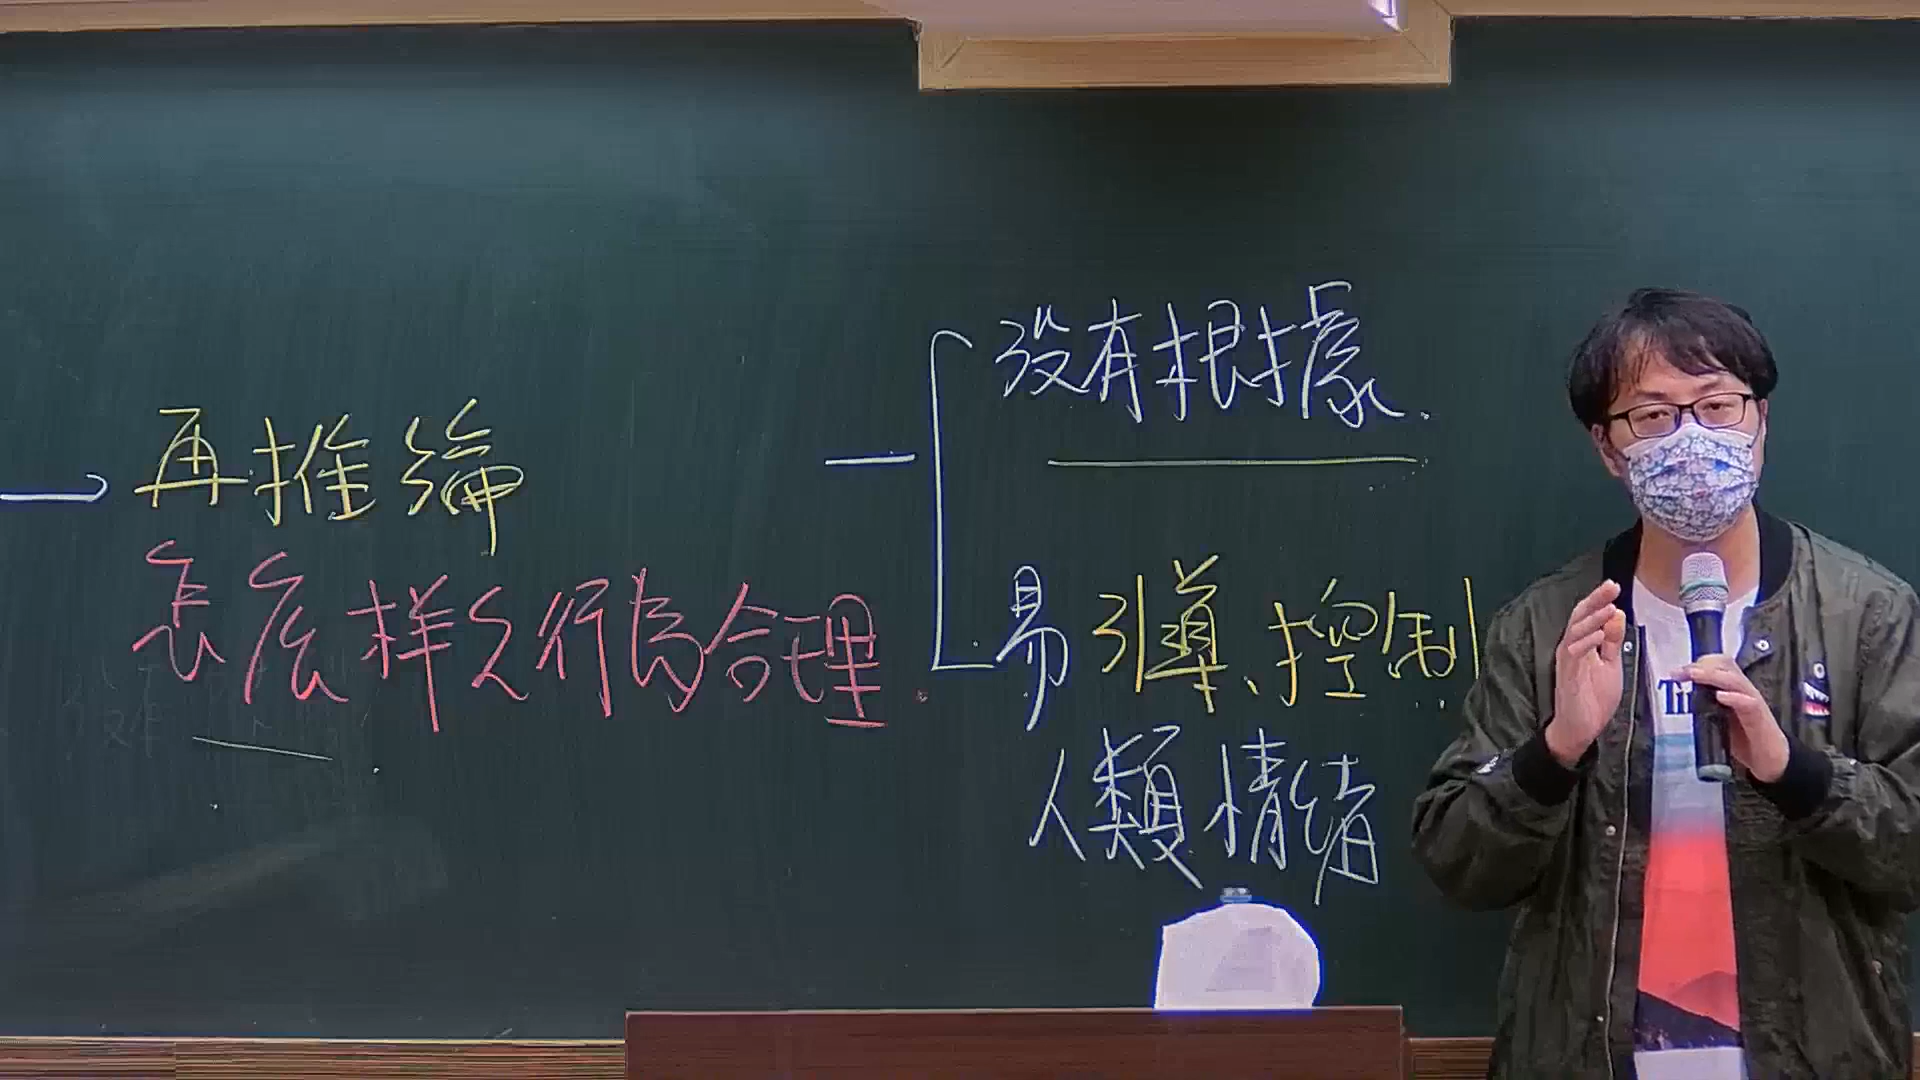 →再推論
怎麼样之行為合理.
沒有根據.
易引導、控制
人類情緒